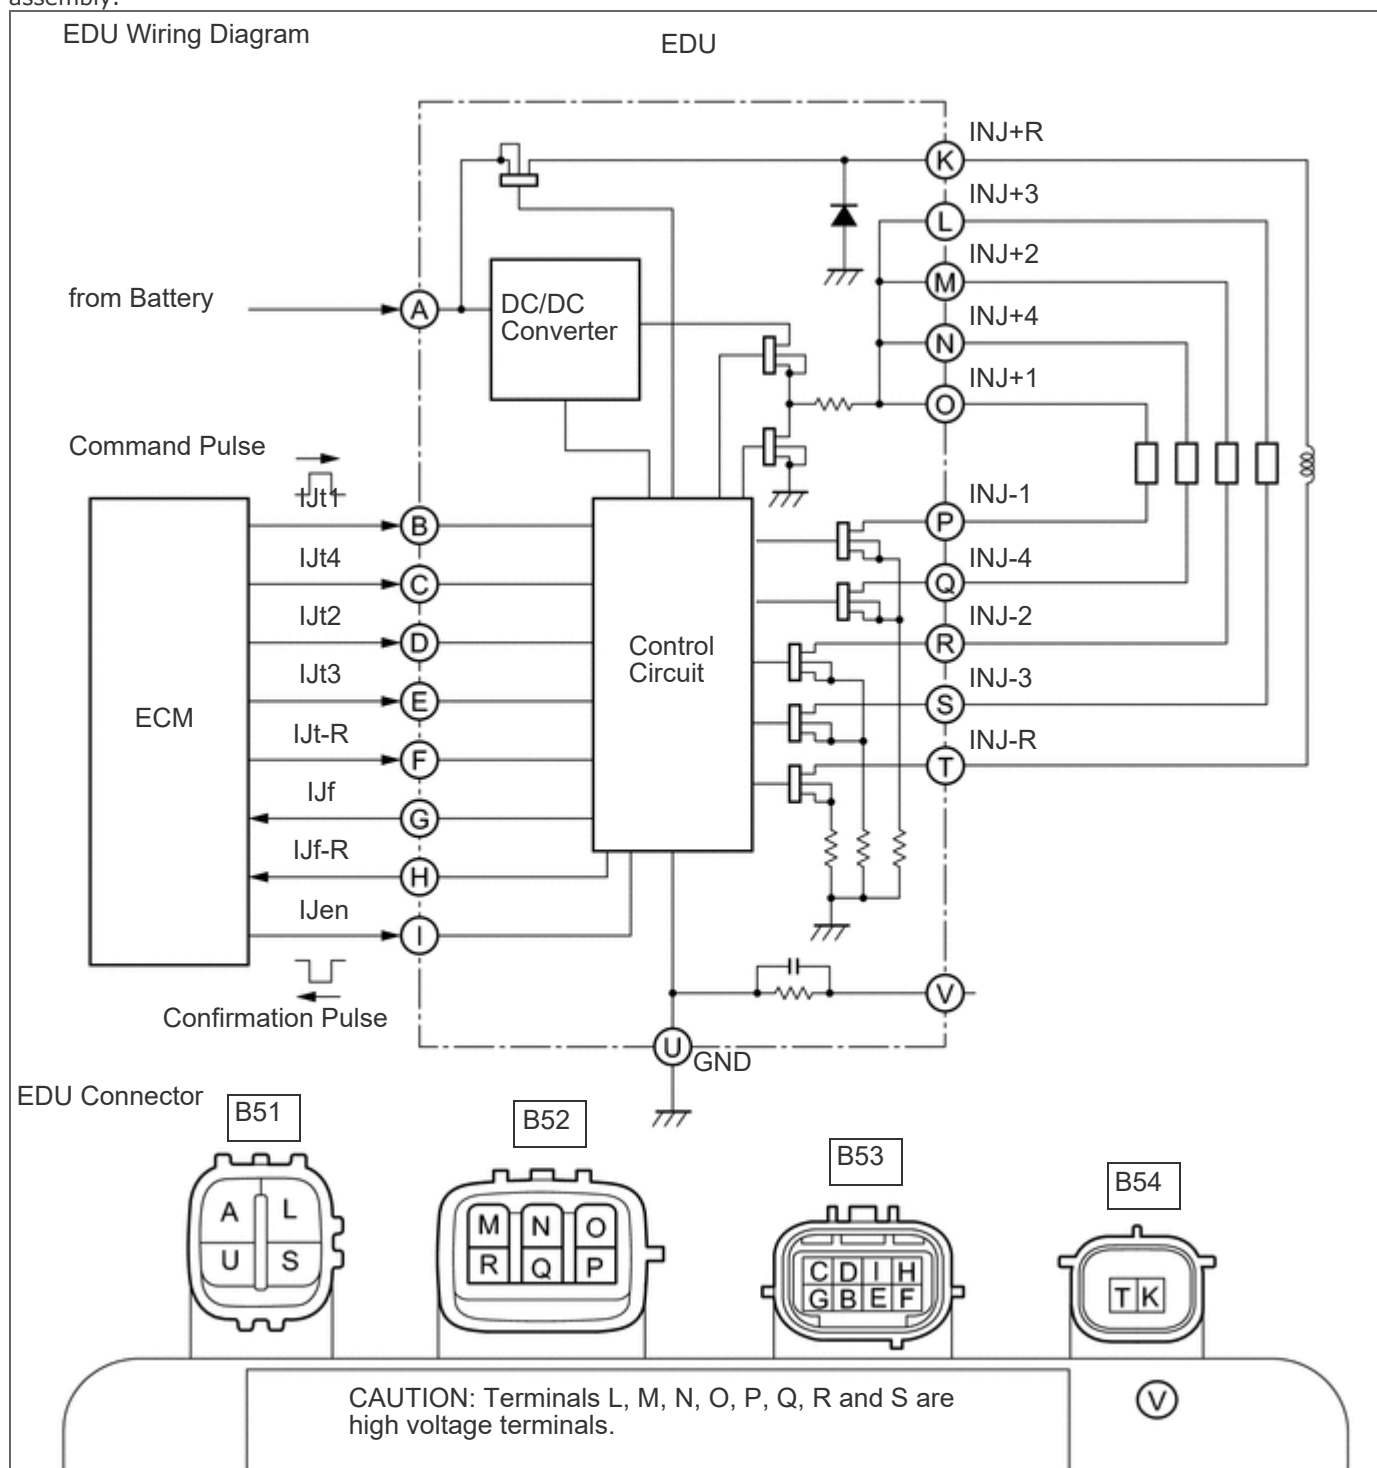 assembly.
EDU Wiring Diagram
EDU
INJ+R
K
INJ+3
L
INJ+2
M
from Battery
A
DC/DC
Converter
INJ+4
N
INJ+1
O
Command Pulse
IJt1
B
INJ-1
P
IJt4
C
INJ-4
Q
IJt2
D
INJ-2
R
Control
Circuit
IJt3
E
INJ-3
S
ECM
IJt-R
F
INJ-R
T
IJf
G
IJf-R
H
IJen
I
Confirmation Pulse
V
U
GND
EDU Connector
B51
B52
B53
B54
A L
U S
M N O
R Q P
C D I H
G B E F
T K
CAUTION: Terminals L, M, N, O, P, Q, R and S are
high voltage terminals.
V